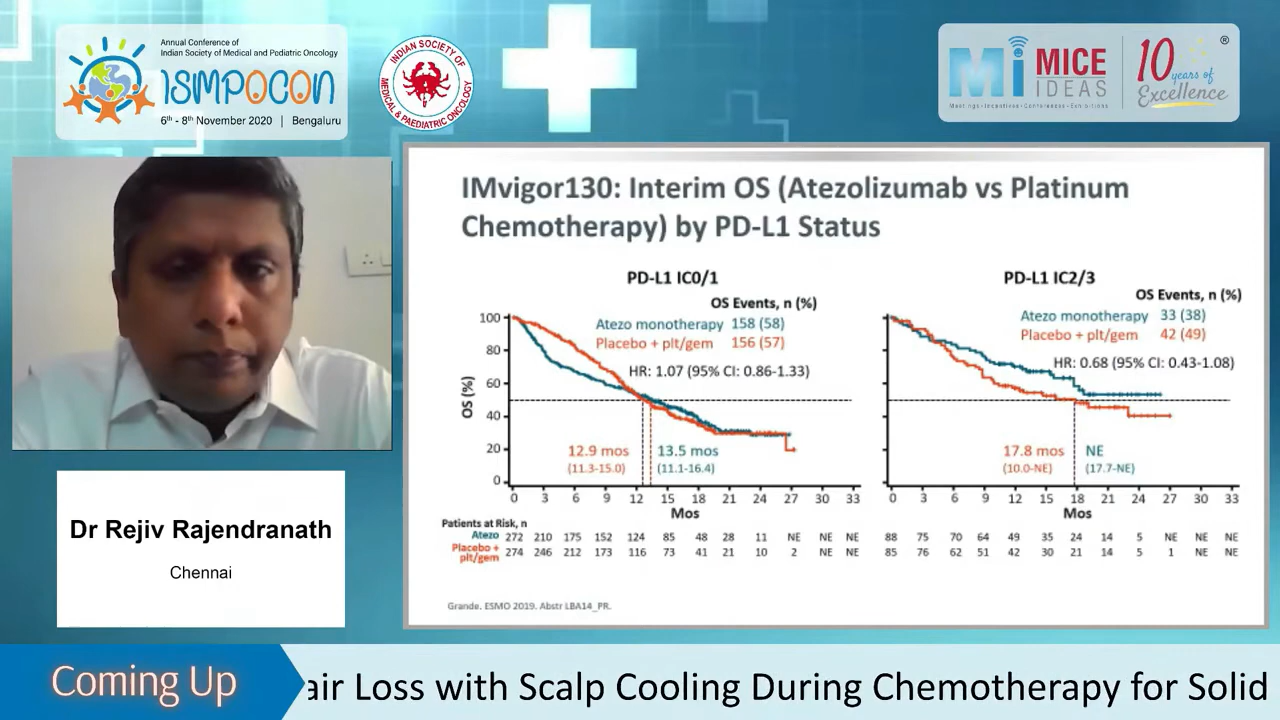 Annual Conference of
Indian Society of Medical and Pediatric Oncology
ISMPOCON
6th - 8th November 2020 | Bengaluru
INDIAN SOCIETY OF
MEDICAL & PAEDIATRIC ONCOLOGY
Mi MICE
IDEAS
Meetings • Incentives • Conferences • Exhibitions
10 years of
Excellence
®
IMvigor130: Interim OS (Atezolizumab vs Platinum
Chemotherapy) by PD-L1 Status
PD-L1 IC0/1
OS Events, n (%)
Atezo monotherapy 158 (58)
Placebo + plt/gem 156 (57)
HR: 1.07 (95% CI: 0.86-1.33)
OS (%)
100
80
60
40
20
0
12.9 mos 13.5 mos
(11.3-15.0) (11.1-16.4)
0 3 6 9 12 15 18 21 24 27 30 33
Mos
PD-L1 IC2/3
OS Events, n (%)
Atezo monotherapy 33 (38)
Placebo + plt/gem 42 (49)
HR: 0.68 (95% CI: 0.43-1.08)
17.8 mos NE
(10.0-NE) (17.7-NE)
0 3 6 9 12 15 18 21 24 27 30 33
Mos
Patients at Risk, n
Atezo 272 210 175 152 124 85 48 28 11 NE NE NE 88 75 70 64 49 35 24 14 5 NE NE NE
Placebo + plt/gem 274 246 212 173 116 73 41 21 10 2 NE NE 85 76 62 51 42 30 21 14 5 1 NE NE
Grande. ESMO 2019. Abstr LBA14_PR.
Dr Rejiv Rajendranath
Chennai
Coming Up
air Loss with Scalp Cooling During Chemotherapy for Solid